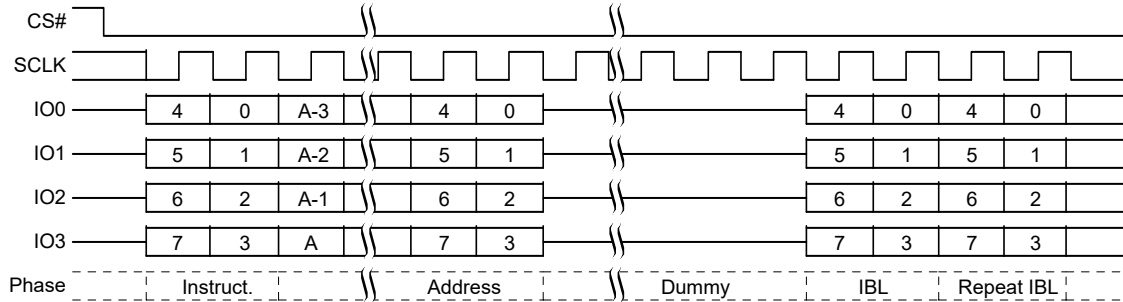 CS#
SCLK
IO0 4 0 A-3 4 0 4 0 4 0
IO1 5 1 A-2 5 1 5 1 5 1
IO2 6 2 A-1 6 2 6 2 6 2
IO3 7 3 A 7 3 7 3 7 3
Phase Instruct. Address Dummy IBL Repeat IBL